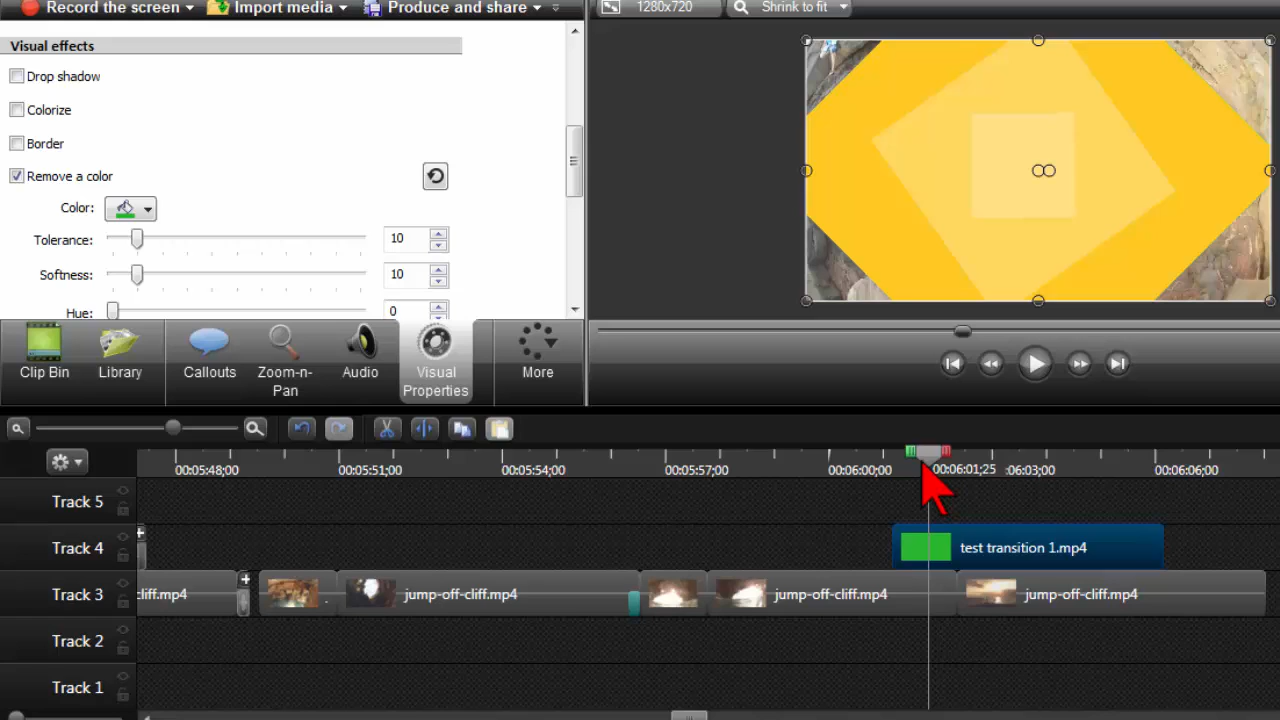 Record the screen
Import media
Produce and share
1280x720
Shrink to fit
Visual effects
Drop shadow
Colorize
Border
Remove a color
Color:
Tolerance:
10
Softness:
10
Hue:
0
Clip Bin
Library
Callouts
Zoom-n-
Pan
Audio
Visual
Properties
More
00:05:48;00
00:05:51;00
00:05:54;00
00:05:57;00
00:06:00;00
00:06:01;25
:06:03;00
00:06:06;00
Track 5
Track 4
test transition 1.mp4
Track 3
cliff.mp4
.
jump-off-cliff.mp4
jump-off-cliff.mp4
jump-off-cliff.mp4
Track 2
Track 1